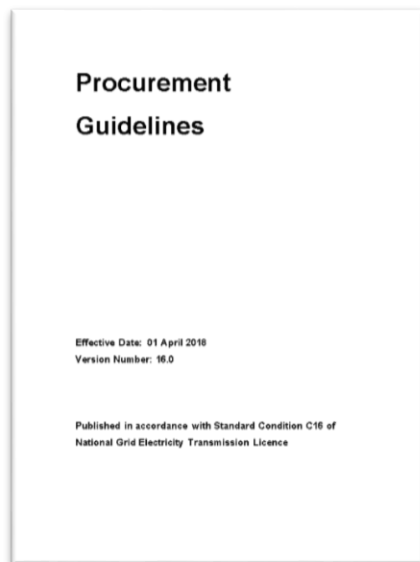 Procurement
Guidelines
Effective Date: 01 April 2018
Version Number: 16.0
Published in accordance with Standard Condition C16 of
National Grid Electricity Transmission Licence